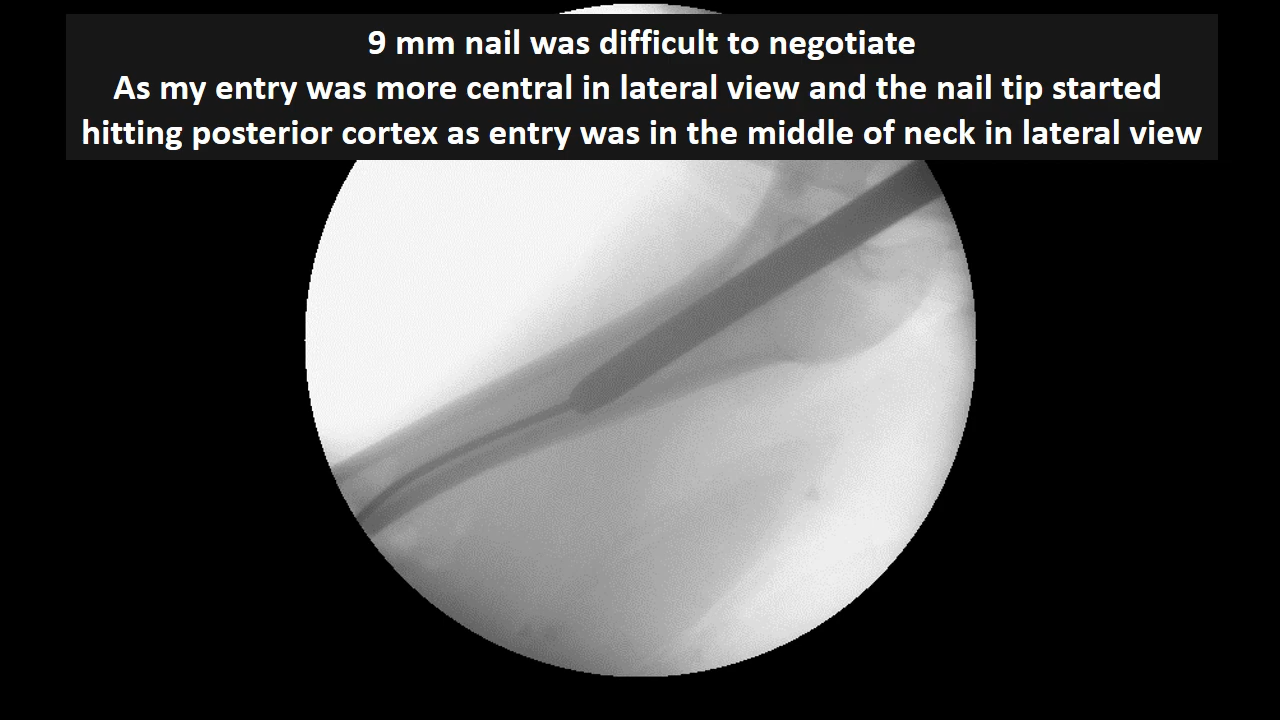 9 mm nail was difficult to negotiate
As my entry was more central in lateral view and the nail tip started
hitting posterior cortex as entry was in the middle of neck in lateral view